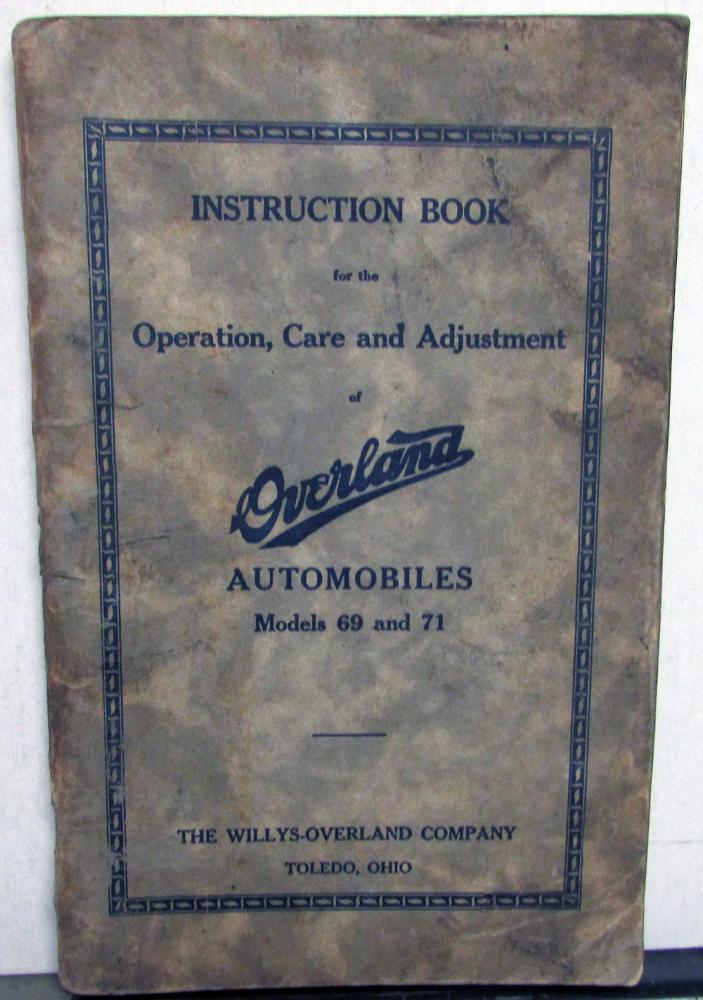 INSTRUCTION BOOK
for the
Operation, Care and Adjustment
of
Overland
AUTOMOBILES
Models 69 and 71
THE WILLYS-OVERLAND COMPANY
TOLEDO, OHIO